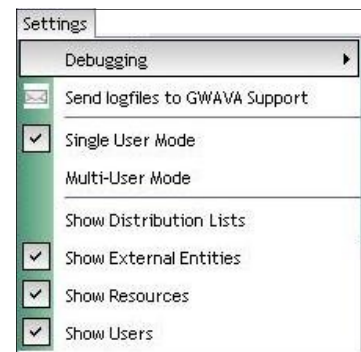 Settings
Debugging
Send logfiles to GWAVA Support
Single User Mode
Multi-User Mode
Show Distribution Lists
Show External Entities
Show Resources
Show Users